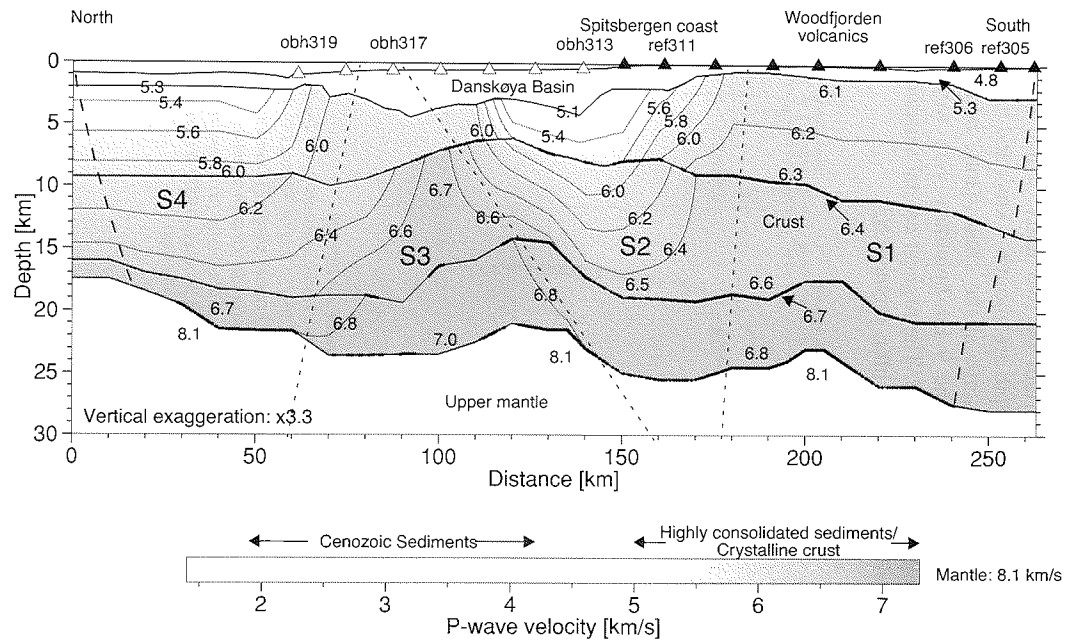 North
Spitsbergen coast
Woodfjorden
volcanics
South
obh319
obh317
obh313
ref311
ref306
ref305
0
5
10
15
20
25
30
Depth [km]
5.3
5.4
5.6
5.8
6.0
6.0
S4
6.2
6.4
6.6
S3
6.7
6.7
6.8
8.1
7.0
Danskøya Basin
6.0
5.1
5.4
5.6
5.8
6.0
6.0
6.2
6.4
S2
6.6
6.5
6.8
8.1
6.1
6.2
6.3
4.8
5.3
Crust
6.4
S1
6.6
6.7
6.8
8.1
Upper mantle
Vertical exaggeration: x3.3
0
50
100
150
200
250
Distance [km]
Cenozoic Sediments
Highly consolidated sediments/
Crystalline crust
Mantle: 8.1 km/s
2
3
4
5
6
7
P-wave velocity [km/s]